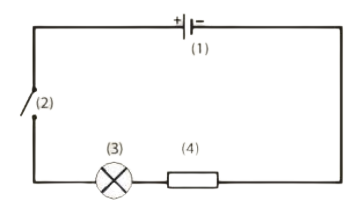 + −
(1)
(2)
(3) (4)